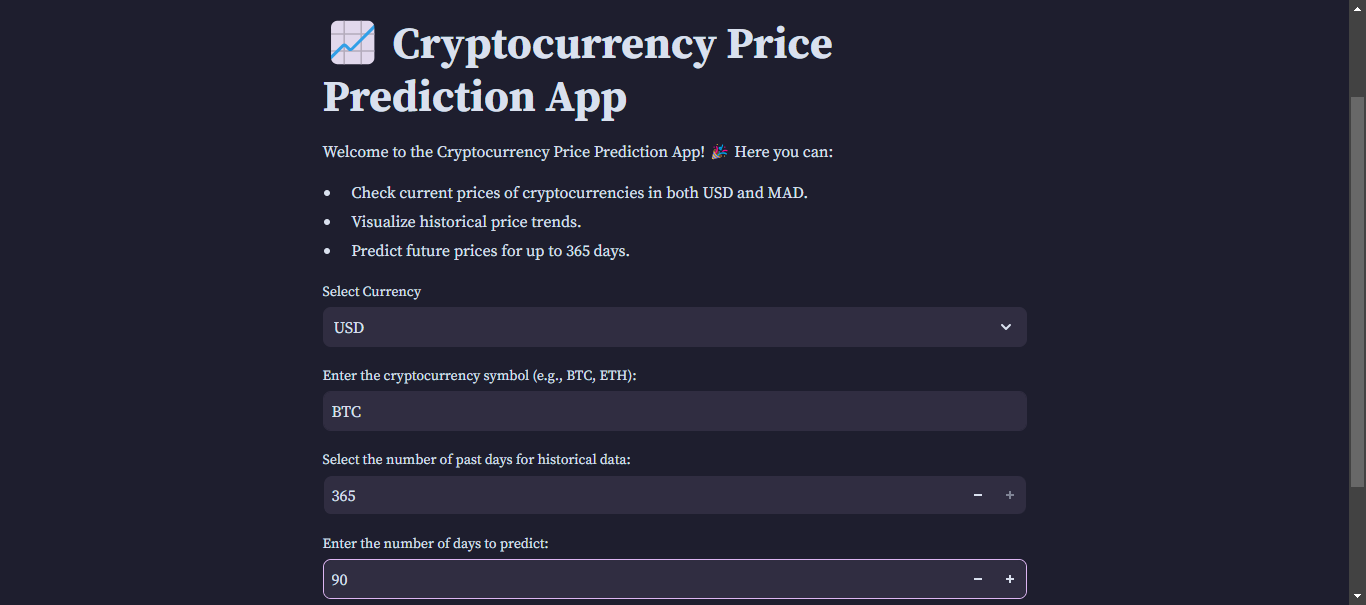 Cryptocurrency Price
Prediction App
Welcome to the Cryptocurrency Price Prediction App! 🎉 Here you can:
• Check current prices of cryptocurrencies in both USD and MAD.
• Visualize historical price trends.
• Predict future prices for up to 365 days.
Select Currency
USD
Enter the cryptocurrency symbol (e.g., BTC, ETH):
BTC
Select the number of past days for historical data:
365
Enter the number of days to predict:
90